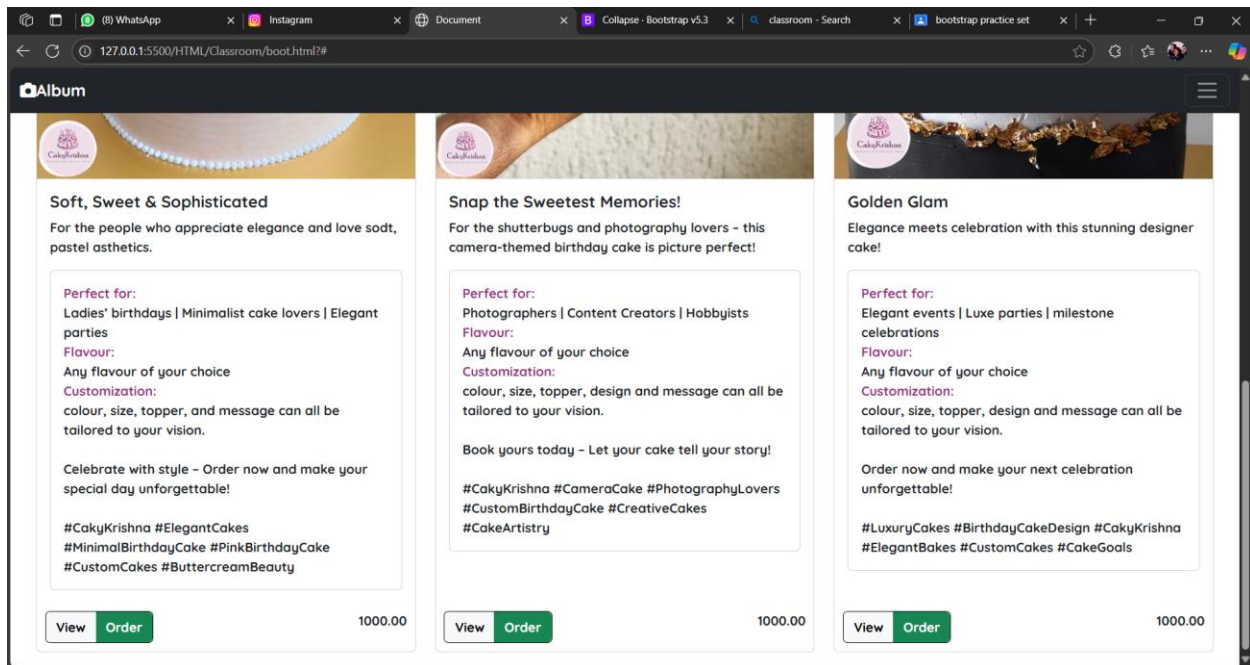 (8) WhatsApp
Instagram
Document
Collapse · Bootstrap v5.3
classroom - Search
bootstrap practice set
127.0.0.1:5500/HTML/Classroom/boot.html?#
Album
CakyKrishna
CakyKrishna
CakyKrishna
Soft, Sweet & Sophisticated
For the people who appreciate elegance and love sodt,
pastel asthetics.
Perfect for:
Ladies’ birthdays | Minimalist cake lovers | Elegant
parties
Flavour:
Any flavour of your choice
Customization:
colour, size, topper, and message can all be
tailored to your vision.
Celebrate with style – Order now and make your
special day unforgettable!
#CakyKrishna #ElegantCakes
#MinimalBirthdayCake #PinkBirthdayCake
#CustomCakes #ButtercreamBeauty
View
Order
1000.00
Snap the Sweetest Memories!
For the shutterbugs and photography lovers – this
camera-themed birthday cake is picture perfect!
Perfect for:
Photographers | Content Creators | Hobbyists
Flavour:
Any flavour of your choice
Customization:
colour, size, topper, design and message can all be
tailored to your vision.
Book yours today – Let your cake tell your story!
#CakyKrishna #CameraCake #PhotographyLovers
#CustomBirthdayCake #CreativeCakes
#CakeArtistry
View
Order
1000.00
Golden Glam
Elegance meets celebration with this stunning designer
cake!
Perfect for:
Elegant events | Luxe parties | milestone
celebrations
Flavour:
Any flavour of your choice
Customization:
colour, size, topper, design and message can all be
tailored to your vision.
Order now and make your next celebration
unforgettable!
#LuxuryCakes #BirthdayCakeDesign #CakyKrishna
#ElegantBakes #CustomCakes #CakeGoals
View
Order
1000.00